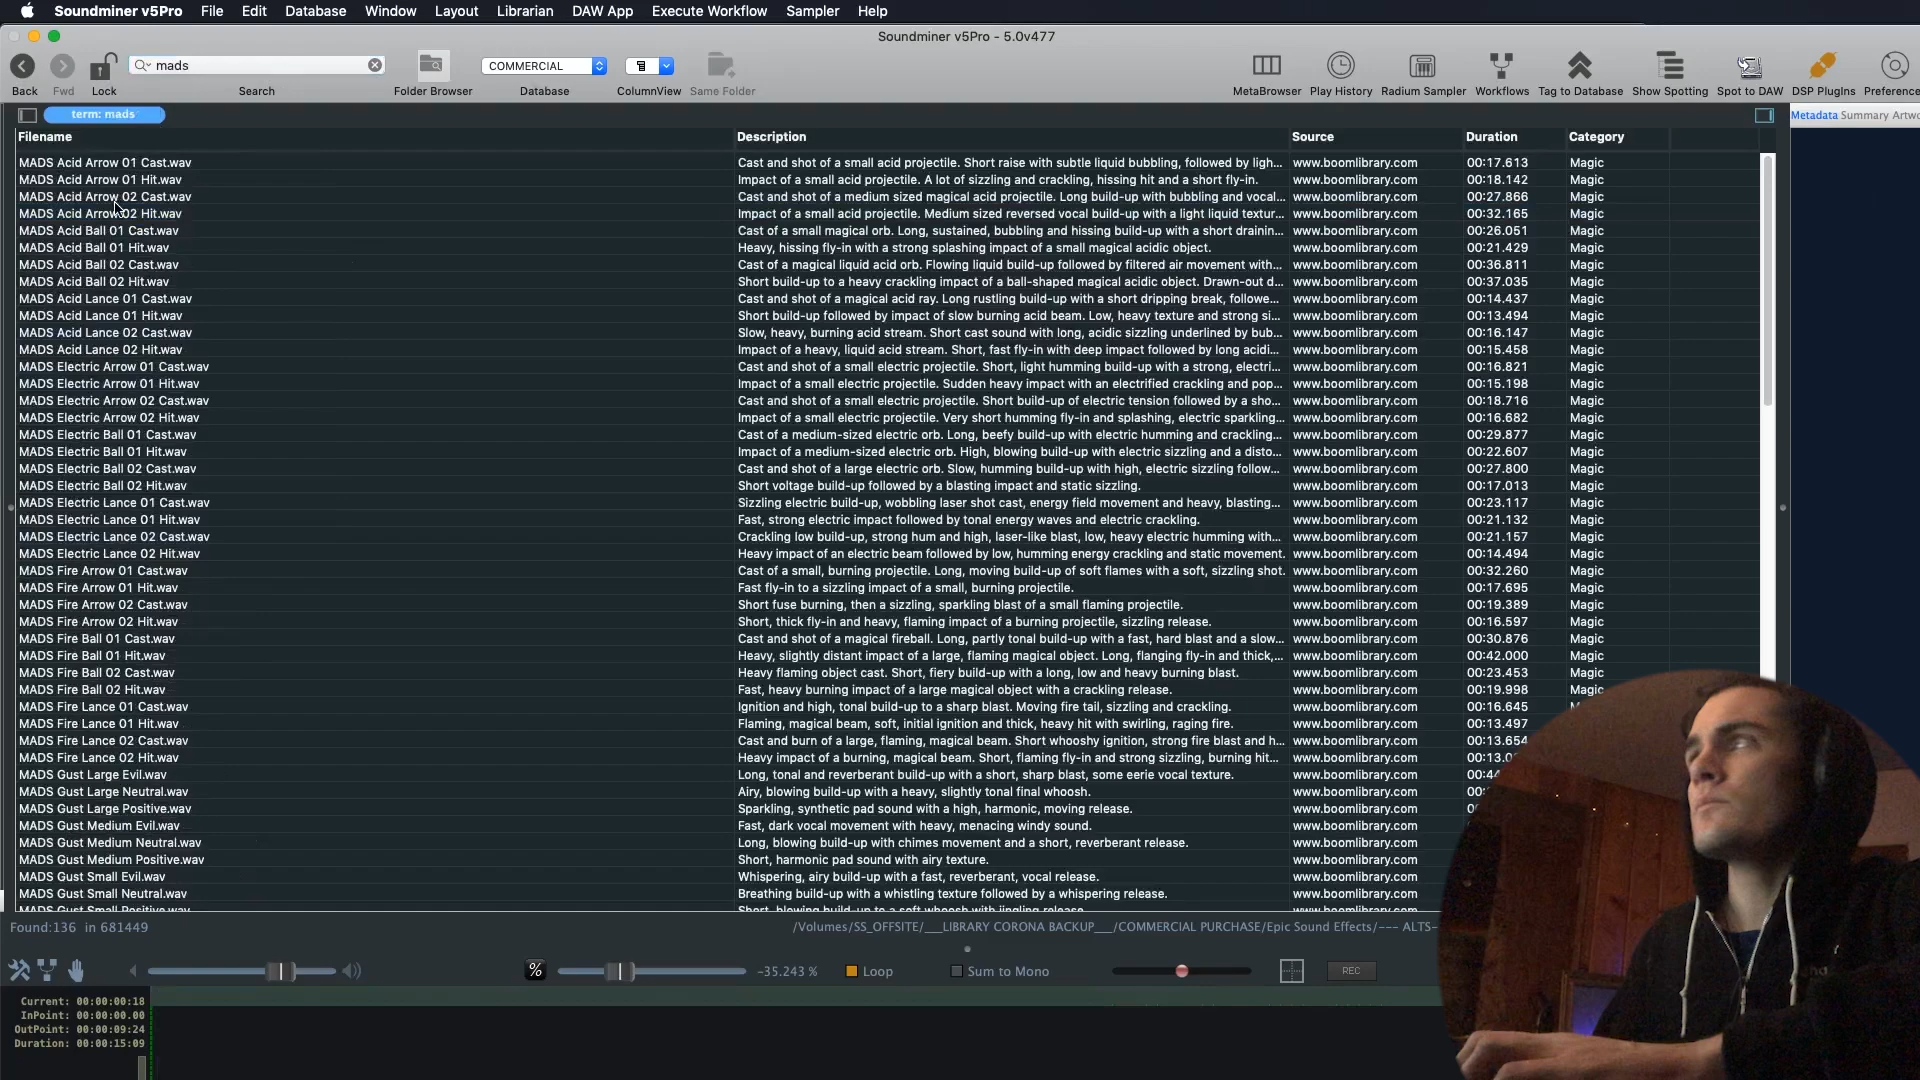 Soundminer v5Pro File Edit Database Window Layout Librarian DAW App Execute Workflow Sampler Help
Soundminer v5Pro - 5.0v477
mads COMMERCIAL
Back Fwd Lock Search Folder Browser Database ColumnView Same Folder MetaBrowser Play History Radium Sampler Workflows Tag to Database Show Spotting Spot to DAW DSP PlugIns Preference
term: mads Metadata Summary Artwo
Filename Description Source Duration Category
MADS Acid Arrow 01 Cast.wav Cast and shot of a small acid projectile. Short raise with subtle liquid bubbling, followed by ligh... www.boomlibrary.com 00:17.613 Magic
MADS Acid Arrow 01 Hit.wav Impact of a small acid projectile. A lot of sizzling and crackling, hissing hit and a short fly-in. www.boomlibrary.com 00:18.142 Magic
MADS Acid Arrow 02 Cast.wav Cast and shot of a medium sized magical acid projectile. Long build-up with bubbling and vocal... www.boomlibrary.com 00:27.866 Magic
MADS Acid Arrow 02 Hit.wav Impact of a small acid projectile. Medium sized reversed vocal build-up with a light liquid textur... www.boomlibrary.com 00:32.165 Magic
MADS Acid Ball 01 Cast.wav Cast of a small magical orb. Long, sustained, bubbling and hissing build-up with a short drainin... www.boomlibrary.com 00:26.051 Magic
MADS Acid Ball 01 Hit.wav Heavy, hissing fly-in with a strong splashing impact of a small magical acidic object. www.boomlibrary.com 00:21.429 Magic
MADS Acid Ball 02 Cast.wav Cast of a magical liquid acid orb. Flowing liquid build-up followed by filtered air movement with... www.boomlibrary.com 00:36.811 Magic
MADS Acid Ball 02 Hit.wav Short build-up to a heavy crackling impact of a ball-shaped magical acidic object. Drawn-out d... www.boomlibrary.com 00:37.035 Magic
MADS Acid Lance 01 Cast.wav Cast and shot of a magical acid ray. Long rustling build-up with a short dripping break, followe... www.boomlibrary.com 00:14.437 Magic
MADS Acid Lance 01 Hit.wav Short build-up followed by impact of slow burning acid beam. Low, heavy texture and strong si... www.boomlibrary.com 00:13.494 Magic
MADS Acid Lance 02 Cast.wav Slow, heavy, burning acid stream. Short cast sound with long, acidic sizzling underlined by bub... www.boomlibrary.com 00:16.147 Magic
MADS Acid Lance 02 Hit.wav Impact of a heavy, liquid acid stream. Short, fast fly-in with deep impact followed by long acidi... www.boomlibrary.com 00:15.458 Magic
MADS Electric Arrow 01 Cast.wav Cast and shot of a small electric projectile. Short, light humming build-up with a strong, electri... www.boomlibrary.com 00:16.821 Magic
MADS Electric Arrow 01 Hit.wav Impact of a small electric projectile. Sudden heavy impact with an electrified crackling and pop... www.boomlibrary.com 00:15.198 Magic
MADS Electric Arrow 02 Cast.wav Cast and shot of a small electric projectile. Short build-up of electric tension followed by a sho... www.boomlibrary.com 00:18.716 Magic
MADS Electric Arrow 02 Hit.wav Impact of a small electric projectile. Very short humming fly-in and splashing, electric sparkling... www.boomlibrary.com 00:16.682 Magic
MADS Electric Ball 01 Cast.wav Cast of a medium-sized electric orb. Long, beefy build-up with electric humming and crackling... www.boomlibrary.com 00:29.877 Magic
MADS Electric Ball 01 Hit.wav Impact of a medium-sized electric orb. High, blowing build-up with electric sizzling and a disto... www.boomlibrary.com 00:22.607 Magic
MADS Electric Ball 02 Cast.wav Cast and shot of a large electric orb. Slow, humming build-up with high, electric sizzling follow... www.boomlibrary.com 00:27.800 Magic
MADS Electric Ball 02 Hit.wav Short voltage build-up followed by a blasting impact and static sizzling. www.boomlibrary.com 00:17.013 Magic
MADS Electric Lance 01 Cast.wav Sizzling electric build-up, wobbling laser shot cast, energy field movement and heavy, blasting... www.boomlibrary.com 00:23.117 Magic
MADS Electric Lance 01 Hit.wav Fast, strong electric impact followed by tonal energy waves and electric crackling. www.boomlibrary.com 00:21.132 Magic
MADS Electric Lance 02 Cast.wav Crackling low build-up, strong hum and high, laser-like blast, low, heavy electric humming with... www.boomlibrary.com 00:21.157 Magic
MADS Electric Lance 02 Hit.wav Heavy impact of an electric beam followed by low, humming energy crackling and static movement. www.boomlibrary.com 00:14.494 Magic
MADS Fire Arrow 01 Cast.wav Cast of a small, burning projectile. Long, moving build-up of soft flames with a soft, sizzling shot. www.boomlibrary.com 00:32.260 Magic
MADS Fire Arrow 01 Hit.wav Fast fly-in to a sizzling impact of a small, burning projectile. www.boomlibrary.com 00:17.695 Magic
MADS Fire Arrow 02 Cast.wav Short fuse burning, then a sizzling, sparkling blast of a small flaming projectile. www.boomlibrary.com 00:19.389 Magic
MADS Fire Arrow 02 Hit.wav Short, thick fly-in and heavy, flaming impact of a burning projectile, sizzling release. www.boomlibrary.com 00:16.597 Magic
MADS Fire Ball 01 Cast.wav Cast and shot of a magical fireball. Long, partly tonal build-up with a fast, hard blast and a slow... www.boomlibrary.com 00:30.876 Magic
MADS Fire Ball 01 Hit.wav Heavy, slightly distant impact of a large, flaming magical object. Long, flanging fly-in and thick,... www.boomlibrary.com 00:42.000 Magic
MADS Fire Ball 02 Cast.wav Heavy flaming object cast. Short, fiery build-up with a long, low and heavy burning blast. www.boomlibrary.com 00:23.453 Magic
MADS Fire Ball 02 Hit.wav Fast, heavy burning impact of a large magical object with a crackling release. www.boomlibrary.com 00:19.998 Magic
MADS Fire Lance 01 Cast.wav Ignition and high, tonal build-up to a sharp blast. Moving fire tail, sizzling and crackling. www.boomlibrary.com 00:16.645
MADS Fire Lance 01 Hit.wav Flaming, magical beam, soft, initial ignition and thick, heavy hit with swirling, raging fire. www.boomlibrary.com 00:13.497
MADS Fire Lance 02 Cast.wav Cast and burn of a large, flaming, magical beam. Short whooshy ignition, strong fire blast and h... www.boomlibrary.com 00:13.654
MADS Fire Lance 02 Hit.wav Heavy impact of a burning, magical beam. Short, flaming fly-in and strong sizzling, burning hit... www.boomlibrary.com 00:13.0
MADS Gust Large Evil.wav Long, tonal and reverberant build-up with a short, sharp blast, some eerie vocal texture. www.boomlibrary.com 00:44
MADS Gust Large Neutral.wav Airy, blowing build-up with a heavy, slightly tonal final whoosh. www.boomlibrary.com 00:
MADS Gust Large Positive.wav Sparkling, synthetic pad sound with a high, harmonic, moving release. www.boomlibrary.com
MADS Gust Medium Evil.wav Fast, dark vocal movement with heavy, menacing windy sound. www.boomlibrary.com
MADS Gust Medium Neutral.wav Long, blowing build-up with chimes movement and a short, reverberant release. www.boomlibrary.com
MADS Gust Medium Positive.wav Short, harmonic pad sound with airy texture. www.boomlibrary.com
MADS Gust Small Evil.wav Whispering, airy build-up with a fast, reverberant, vocal release. www.boomlibrary.com
MADS Gust Small Neutral.wav Breathing build-up with a whistling texture followed by a whispering release. www.boomlibrary.com
MADS Gust Small Positive.wav Short, blowing build-up to a soft whoosh with jingling release. www.boomlibrary.com
Found:136 in 681449 /Volumes/SS_OFFSITE/___LIBRARY CORONA BACKUP___/COMMERCIAL PURCHASE/Epic Sound Effects/--- ALTS-
% -35.243 % Loop Sum to Mono REC
Current: 00:00:00:18
InPoint: 00:00:00.00
OutPoint: 00:00:09:24
Duration: 00:00:15:09